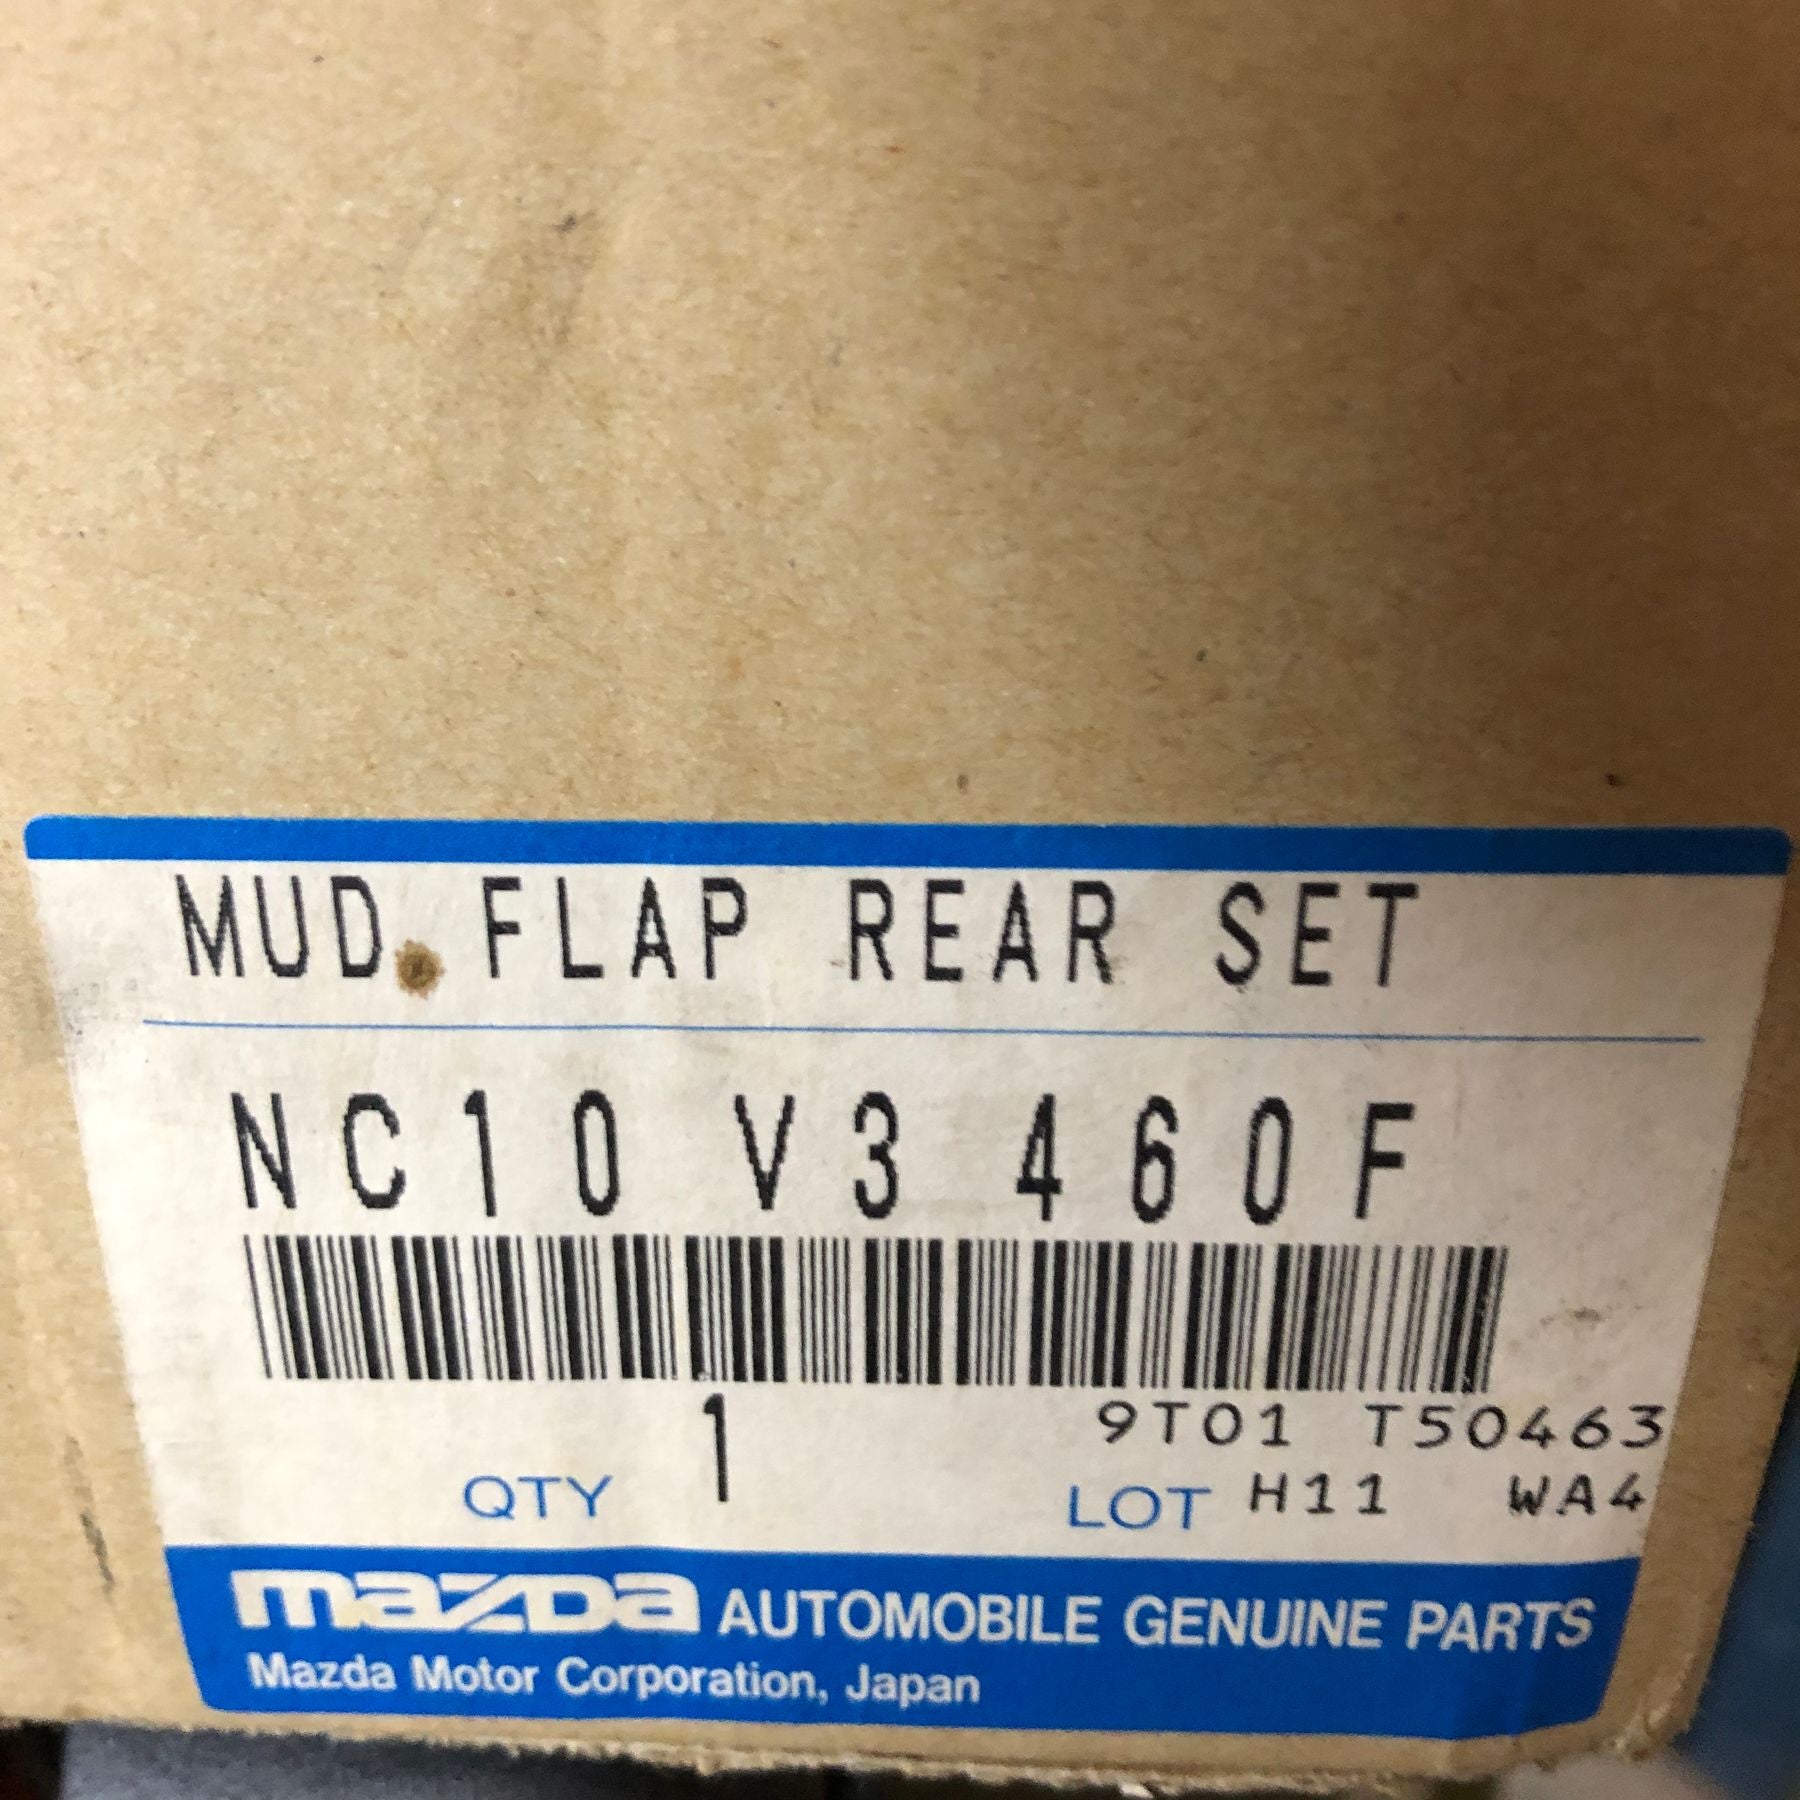 MUD FLAP REAR SET
NC10 V3 460F
1 9T01 T50463
QTY LOT H11 WA4
mazda AUTOMOBILE GENUINE PARTS
Mazda Motor Corporation, Japan